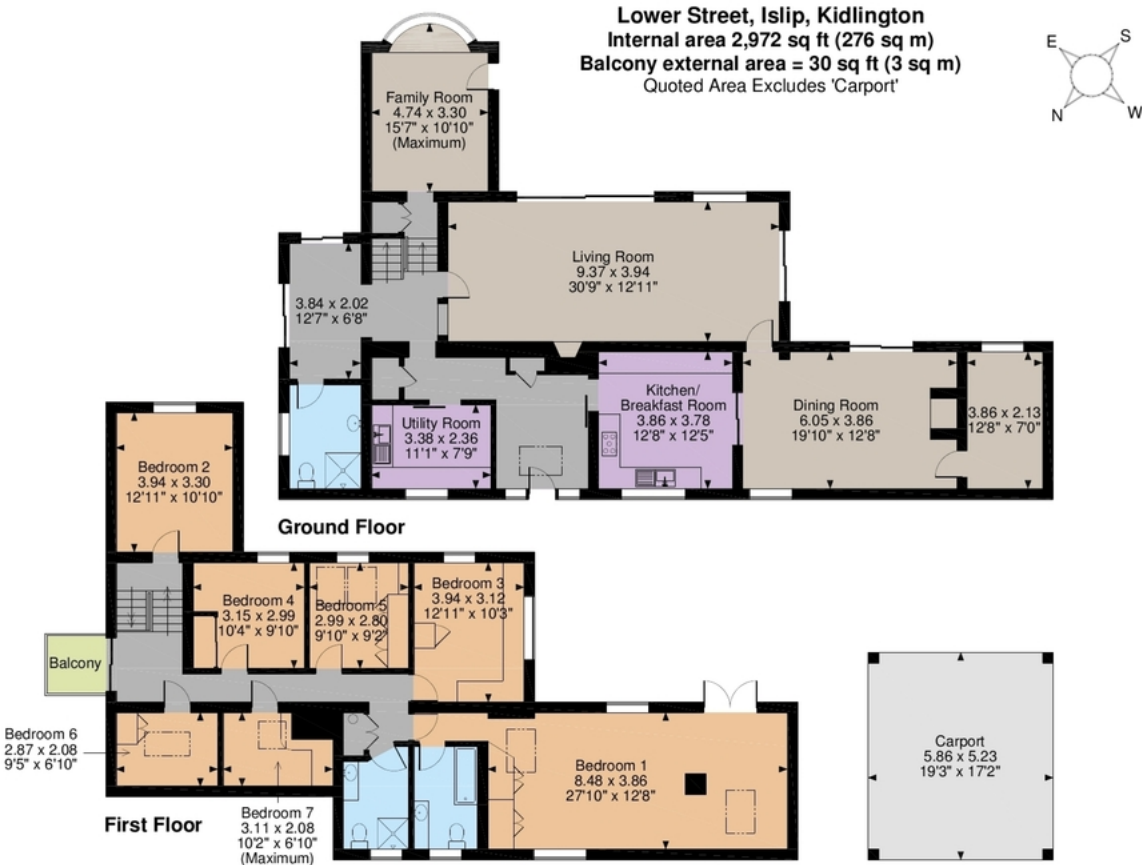 Lower Street, Islip, Kidlington
Internal area 2,972 sq ft (276 sq m)
Balcony external area = 30 sq ft (3 sq m)
Quoted Area Excludes 'Carport'
E
S
N
W
Family Room
4.74 x 3.30
15'7" x 10'10"
(Maximum)
Living Room
9.37 x 3.94
30'9" x 12'11"
3.84 x 2.02
12'7" x 6'8"
Utility Room
3.38 x 2.36
11'1" x 7'9"
Kitchen/
Breakfast Room
3.86 x 3.78
12'8" x 12'5"
Dining Room
6.05 x 3.86
19'10" x 12'8"
3.86 x 2.13
12'8" x 7'0"
Ground Floor
Bedroom 2
3.94 x 3.30
12'11" x 10'10"
Bedroom 4
3.15 x 2.99
10'4" x 9'10"
Bedroom 5
2.99 x 2.80
9'10" x 9'2"
Bedroom 3
3.94 x 3.12
12'11" x 10'3"
Balcony
Bedroom 6
2.87 x 2.08
9'5" x 6'10"
Bedroom 7
3.11 x 2.08
10'2" x 6'10"
(Maximum)
Bedroom 1
8.48 x 3.86
27'10" x 12'8"
Carport
5.86 x 5.23
19'3" x 17'2"
First Floor